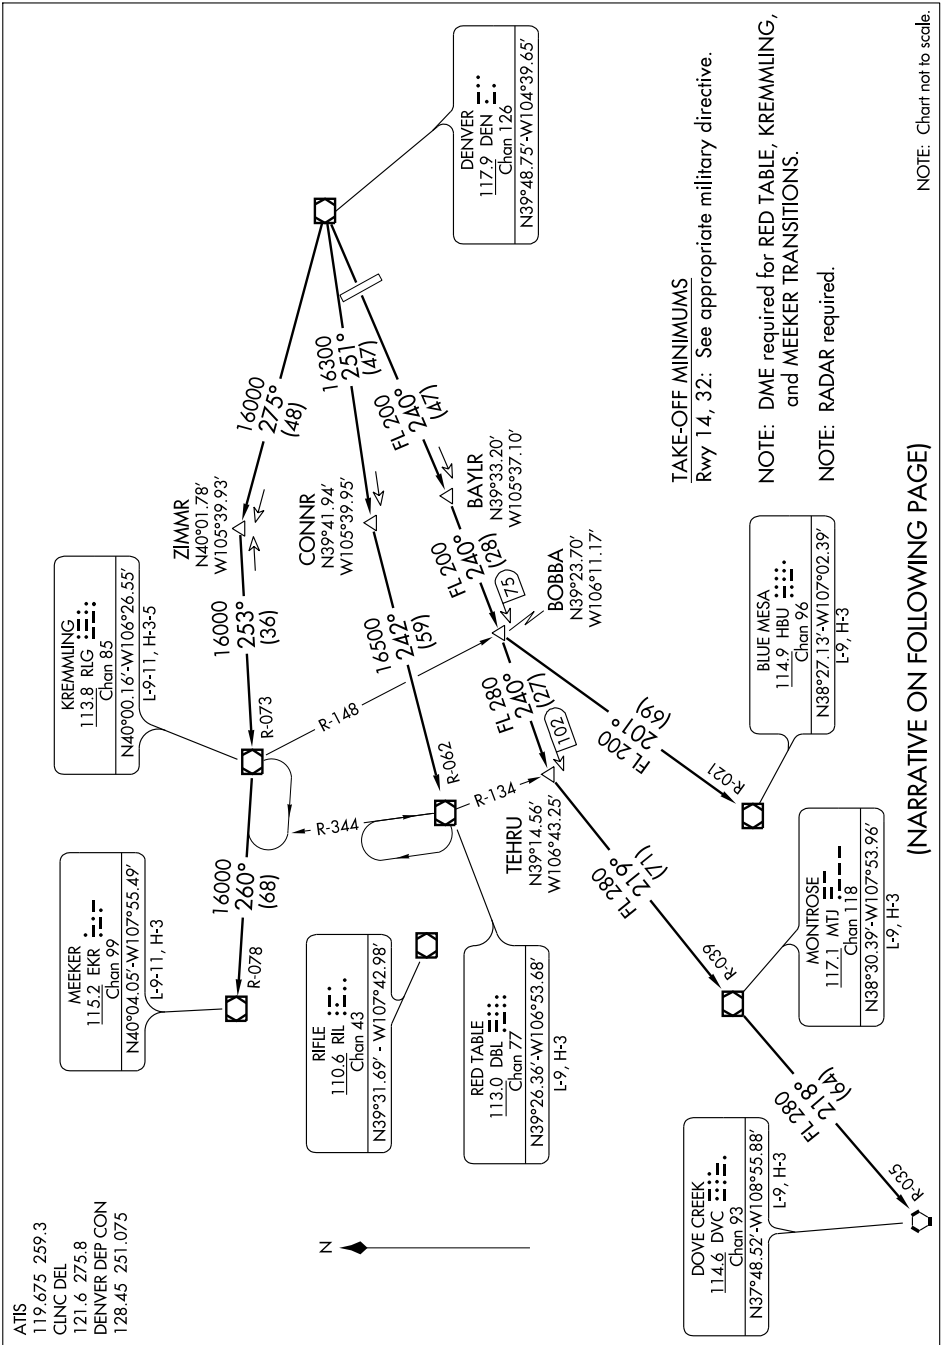 ATIS
119.675 259.3
CLNC DEL
121.6 275.8
DENVER DEP CON
128.45 251.075
MEEKER
115.2 EKR
Chan 99
N40°04.05'-W107°55.49'
L-9-11, H-3
KREMMLING
113.8 RLG
Chan 85
N40°00.16'-W106°26.55'
L-9-11, H-3-5
ZIMMR
N40°01.78'
W105°39.93'
16000
275°
(48)
16000
253°
(36)
R-073
16000
260°
(68)
R-078
DENVER
117.9 DEN
Chan 126
N39°48.75'-W104°39.65'
CONNR
N39°41.94'
W105°39.95'
16300
251°
(47)
16500
242°
(59)
R-062
R-344
R-148
R-134
RIFLE
110.6 RIL
Chan 43
N39°31.69' - W107°42.98'
RED TABLE
113.0 DBL
Chan 77
N39°26.36'-W106°53.68'
L-9, H-3
FL 200
240°
(47)
BAYLR
N39°33.20'
W105°37.10'
FL 200
240°
(28)
75
BOBBA
N39°23.70'
W106°11.17'
FL 280
240°
(27)
102
TEHRU
N39°14.56'
W106°43.25'
FL 200
201°
(69)
R-021
BLUE MESA
114.9 HBU
Chan 96
N38°27.13'-W107°02.39'
L-9, H-3
FL 280
219°
(71)
R-039
MONTROSE
117.1 MTJ
Chan 118
N38°30.39'-W107°53.96'
L-9, H-3
FL 280
218°
(64)
R-035
DOVE CREEK
114.6 DVC
Chan 93
N37°48.52'-W108°55.88'
L-9, H-3
N
TAKE-OFF MINIMUMS
Rwy 14, 32: See appropriate military directive.
NOTE: DME required for RED TABLE, KREMMLING,
and MEEKER TRANSITIONS.
NOTE: RADAR required.
(NARRATIVE ON FOLLOWING PAGE)
NOTE: Chart not to scale.